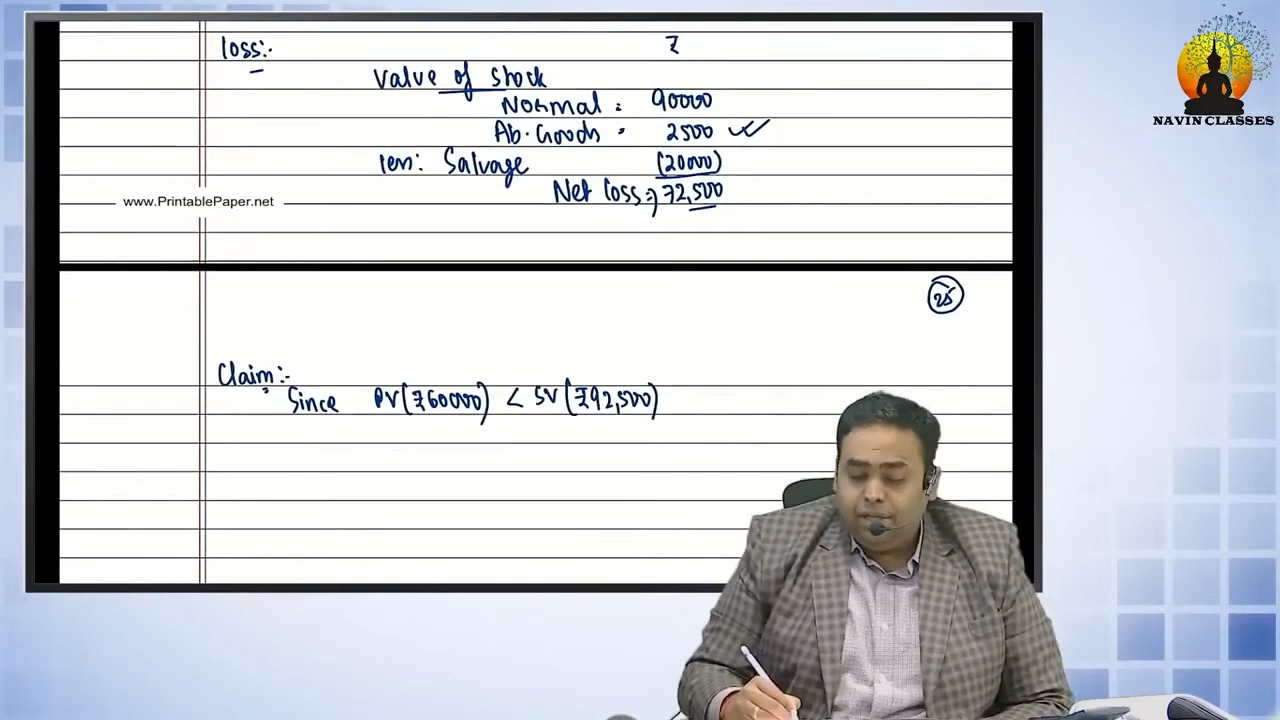 Loss:-
₹
Value of Stock
Normal = 90000
Ab. Goods = 2500
Less: Salvage (20000)
Net Loss => 72,500
www.PrintablePaper.net
25
Claim:-
Since PV (₹60000) < SV (₹92,500)
NAVIN CLASSES